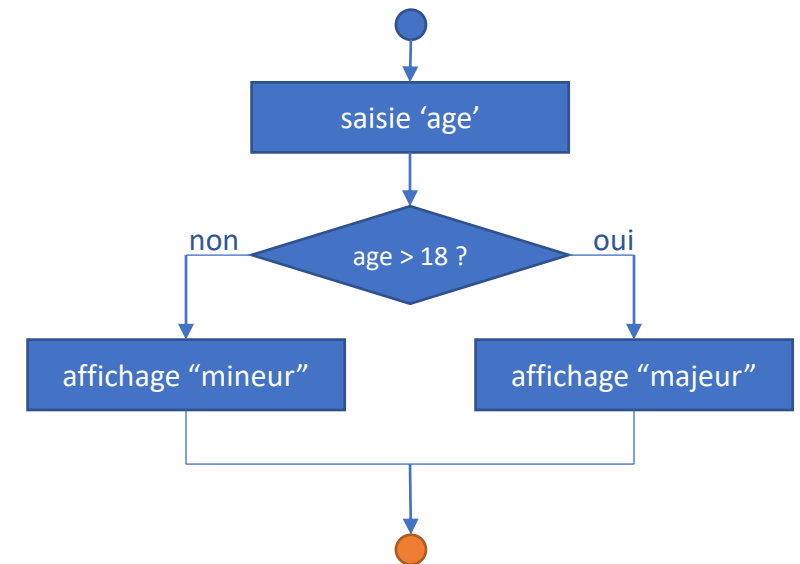 saisie ‘age’
non
age > 18 ?
oui
affichage “mineur”
affichage “majeur”